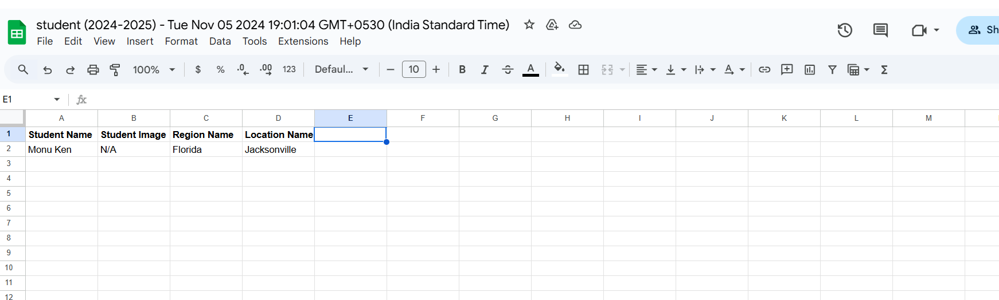 student (2024-2025) - Tue Nov 05 2024 19:01:04 GMT+0530 (India Standard Time)
File Edit View Insert Format Data Tools Extensions Help
Sh
100% $ % .0 .00 123 Defaul... 10 B I S A
E1 fx
A B C D E F G H I J K L M
1 Student Name Student Image Region Name Location Name
2 Monu Ken N/A Florida Jacksonville
3
4
5
6
7
8
9
10
11
12